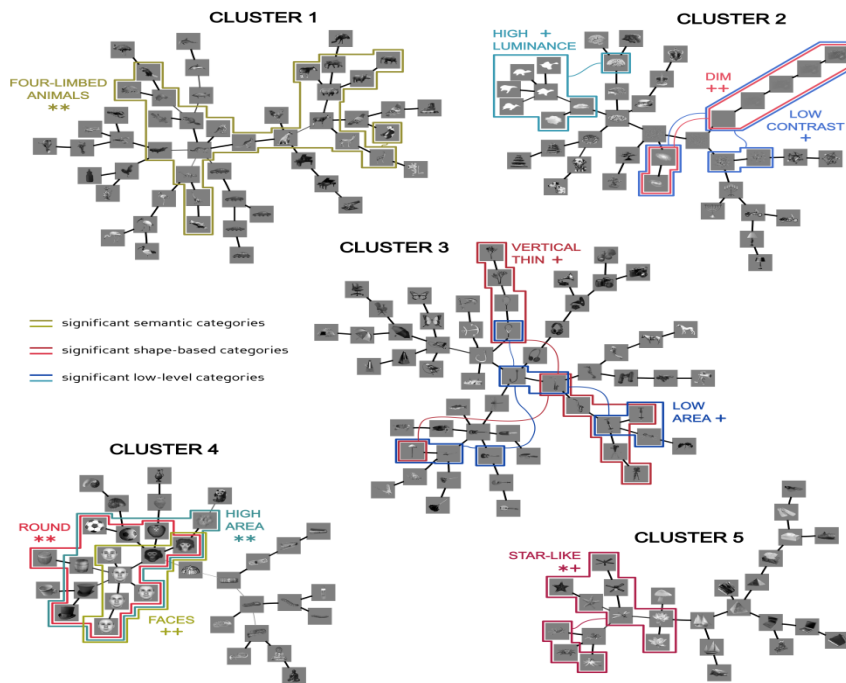 CLUSTER 1
FOUR-LIMBED
ANIMALS
**
CLUSTER 2
HIGH +
LUMINANCE
DIM
++
LOW
CONTRAST
+
CLUSTER 3
VERTICAL
THIN +
LOW
AREA +
significant semantic categories
significant shape-based categories
significant low-level categories
CLUSTER 4
ROUND
**
HIGH
AREA
**
FACES
++
CLUSTER 5
STAR-LIKE
*+